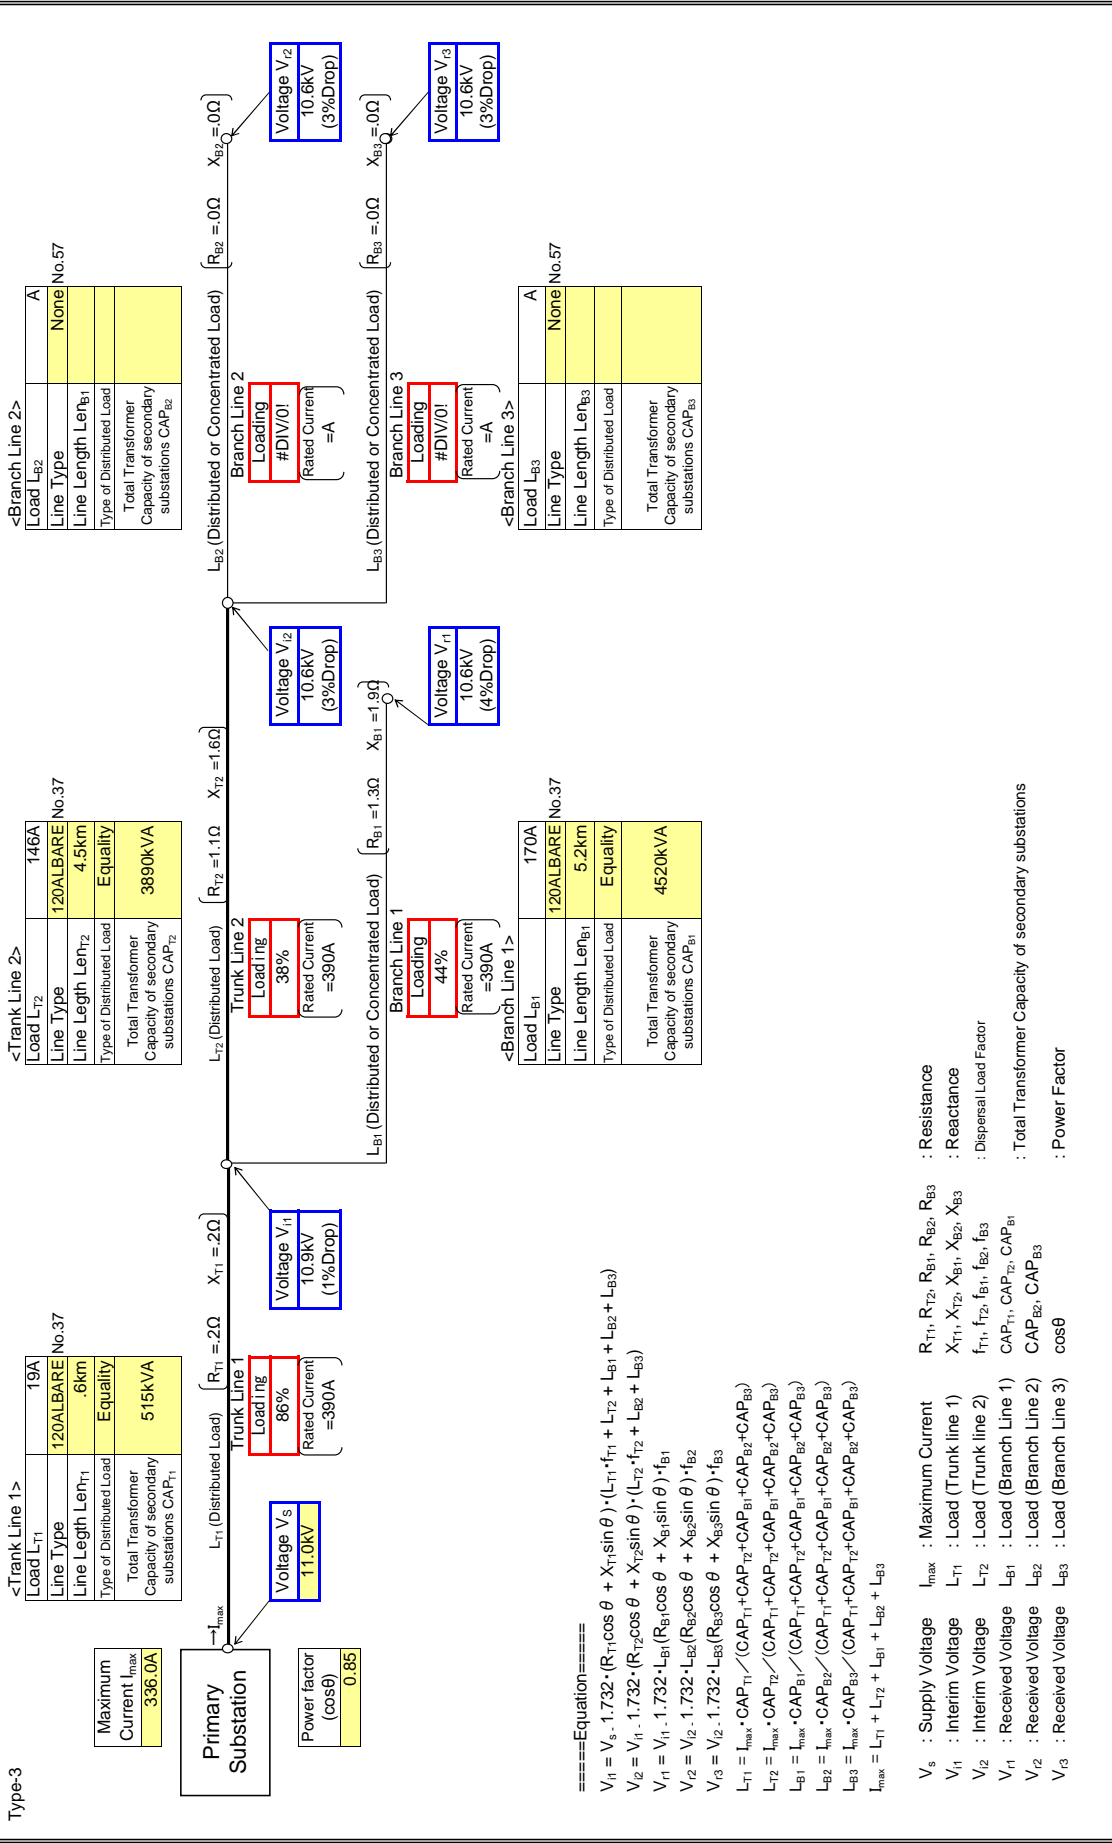 Type-3
Maximum
Current Imax
336.0A
Primary
Substation
Power factor
(cosθ)
0.85
→Imax
Voltage VS
11.0kV
<Trank Line 1>
Load LT1 19A
Line Type 120ALBARE No.37
Line Legth LenT1 .6km
Type of Distributed Load Equality
Total Transformer
Capacity of secondary
substations CAPT1
515kVA
LT1 (Distributed Load)
RT1 =.2Ω XT1 =.2Ω
Trunk Line 1
Loading
86%
Rated Current
=390A
Voltage Vi1
10.9kV
(1%Drop)
<Trank Line 2>
Load LT2 146A
Line Type 120ALBARE No.37
Line Length LenT2 4.5km
Type of Distributed Load Equality
Total Transformer
Capacity of secondary
substations CAPT2
3890kVA
LT2 (Distributed Load)
RT2 =1.1Ω XT2 =1.6Ω
Trunk Line 2
Loading
38%
Rated Current
=390A
Voltage Vi2
10.6kV
(3%Drop)
LB1 (Distributed or Concentrated Load)
RB1 =1.3Ω XB1 =1.9Ω
Branch Line 1
Loading
44%
Rated Current
=390A
Voltage Vr1
10.6kV
(4%Drop)
<Branch Line 1>
Load LB1 170A
Line Type 120ALBARE No.37
Line Length LenB1 5.2km
Type of Distributed Load Equality
Total Transformer
Capacity of secondary
substations CAPB1
4520kVA
<Branch Line 2>
Load LB2 A
Line Type None No.57
Line Length LenB1
Type of Distributed Load
Total Transformer
Capacity of secondary
substations CAPB2
LB2 (Distributed or Concentrated Load)
RB2 =.0Ω XB2 =.0Ω
Branch Line 2
Loading
#DIV/0!
Rated Current
=A
Voltage Vr2
10.6kV
(3%Drop)
LB3 (Distributed or Concentrated Load)
RB3 =.0Ω XB3 =.0Ω
Branch Line 3
Loading
#DIV/0!
Rated Current
=A
Voltage Vr3
10.6kV
(3%Drop)
<Branch Line 3>
Load LB3 A
Line Type None No.57
Line Length LenB3
Type of Distributed Load
Total Transformer
Capacity of secondary
substations CAPB3
=====Equation=====
Vi1 = Vs - 1.732・(RT1cosθ + XT1sinθ)・(LT1・fT1 + LT2 + LB1 + LB2 + LB3)
Vi2 = Vi1 - 1.732・(RT2cosθ + XT2sinθ)・(LT2・fT2 + LB2 + LB3)
Vr1 = Vi1 - 1.732・LB1(RB1cosθ + XB1sinθ)・fB1
Vr2 = Vi2 - 1.732・LB2(RB2cosθ + XB2sinθ)・fB2
Vr3 = Vi2 - 1.732・LB3(RB3cosθ + XB3sinθ)・fB3
LT1 = Imax・CAPT1／(CAPT1+CAPT2+CAPB1+CAPB2+CAPB3)
LT2 = Imax・CAPT2／(CAPT1+CAPT2+CAPB1+CAPB2+CAPB3)
LB1 = Imax・CAPB1／(CAPT1+CAPT2+CAPB1+CAPB2+CAPB3)
LB2 = Imax・CAPB2／(CAPT1+CAPT2+CAPB1+CAPB2+CAPB3)
LB3 = Imax・CAPB3／(CAPT1+CAPT2+CAPB1+CAPB2+CAPB3)
Imax = LT1 + LT2 + LB1 + LB2 + LB3
Vs : Supply Voltage Imax : Maximum Current RT1, RT2, RB1, RB2, RB3 : Resistance
Vi1 : Interim Voltage LT1 : Load (Trunk line 1) XT1, XT2, XB1, XB2, XB3 : Reactance
Vi2 : Interim Voltage LT2 : Load (Trunk line 2) fT1, fT2, fB1, fB2, fB3 : Dispersal Load Factor
Vr1 : Received Voltage LB1 : Load (Branch Line 1) CAPT1, CAPT2, CAPB1 : Total Transformer Capacity of secondary substations
Vr2 : Received Voltage LB2 : Load (Branch Line 2) CAPB2, CAPB3
Vr3 : Received Voltage LB3 : Load (Branch Line 3) cosθ : Power Factor